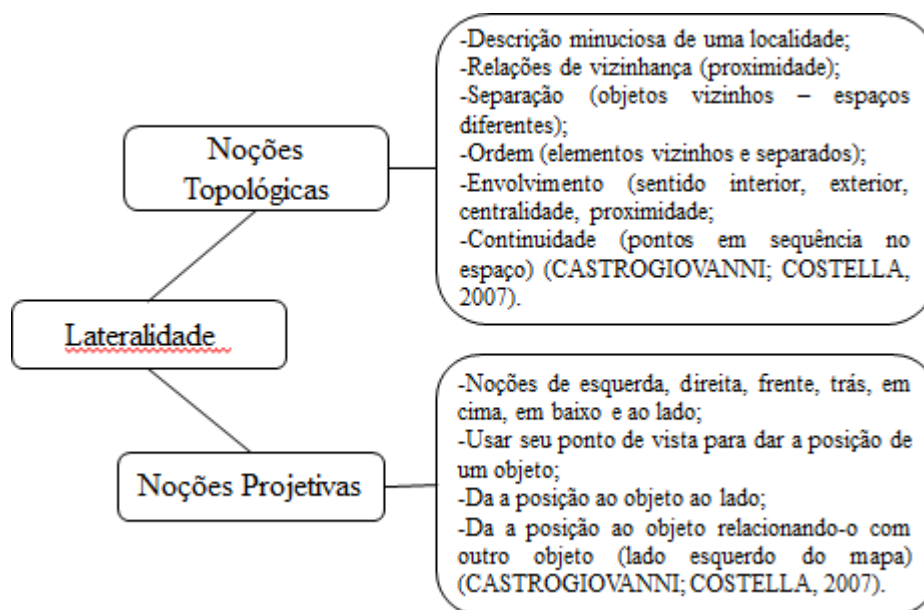 Noções
Topológicas
-Descrição minuciosa de uma localidade;
-Relações de vizinhança (proximidade);
-Separação (objetos vizinhos – espaços
diferentes);
-Ordem (elementos vizinhos e separados);
-Envolvimento (sentido interior, exterior,
centralidade, proximidade;
-Continuidade (pontos em sequência no
espaço) (CASTROGIOVANNI; COSTELLA,
2007).
Lateralidade
Noções Projetivas
-Noções de esquerda, direita, frente, trás, em
cima, em baixo e ao lado;
-Usar seu ponto de vista para dar a posição de
um objeto;
-Da a posição ao objeto ao lado;
-Da a posição ao objeto relacionando-o com
outro objeto (lado esquerdo do mapa)
(CASTROGIOVANNI; COSTELLA, 2007).